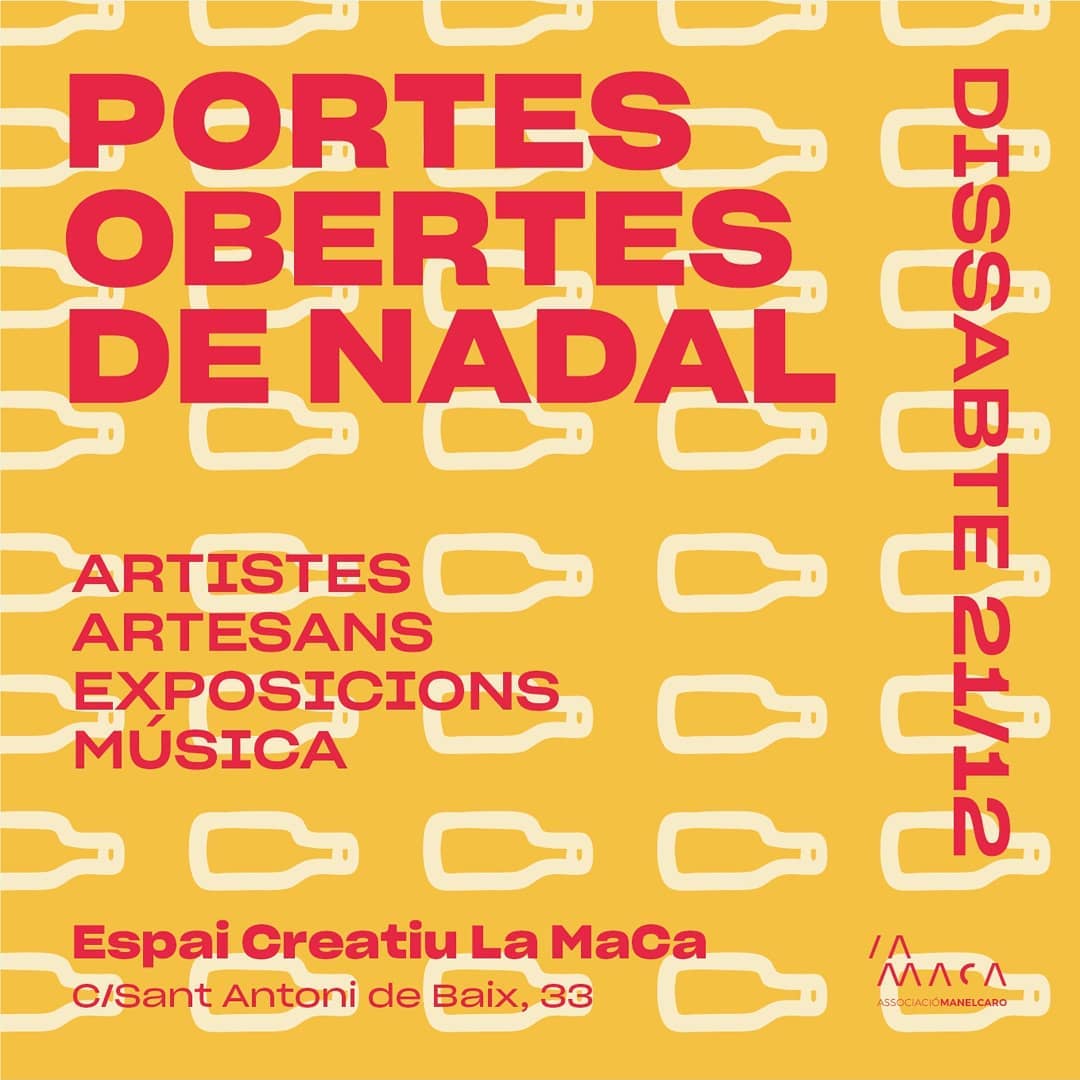 PORTES
OBERTES
DE NADAL
DISSABTE 21/12
ARTISTES
ARTESANS
EXPOSICIONS
MÚSICA
Espai Creatiu La MaCa
C/Sant Antoni de Baix, 33
LA
MACA
ASSOCIACIÓMANELCARO